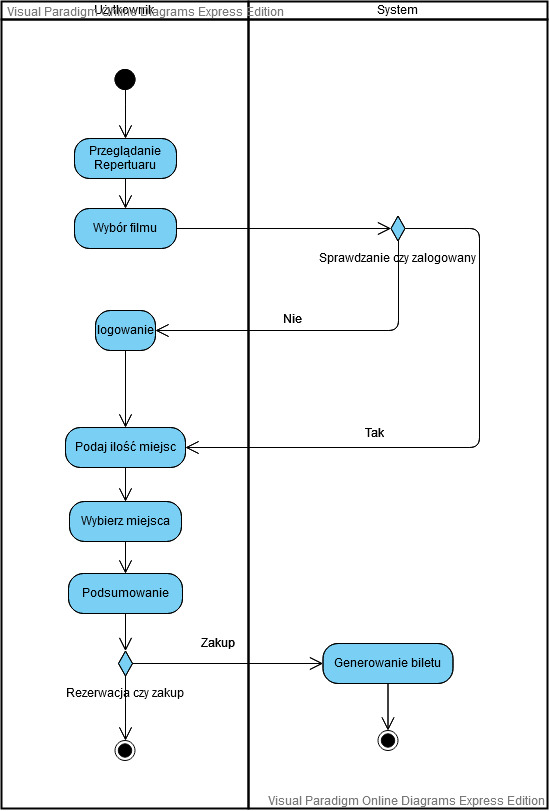 Visual Paradigm Online Diagrams Express Edition
Użytkownik
System
Przeglądanie
Repertuaru
Wybór filmu
Sprawdzanie czy zalogowany
Nie
logowanie
Tak
Podaj ilość miejsc
Wybierz miejsca
Podsumowanie
Zakup
Generowanie biletu
Rezerwacja czy zakup
Visual Paradigm Online Diagrams Express Edition